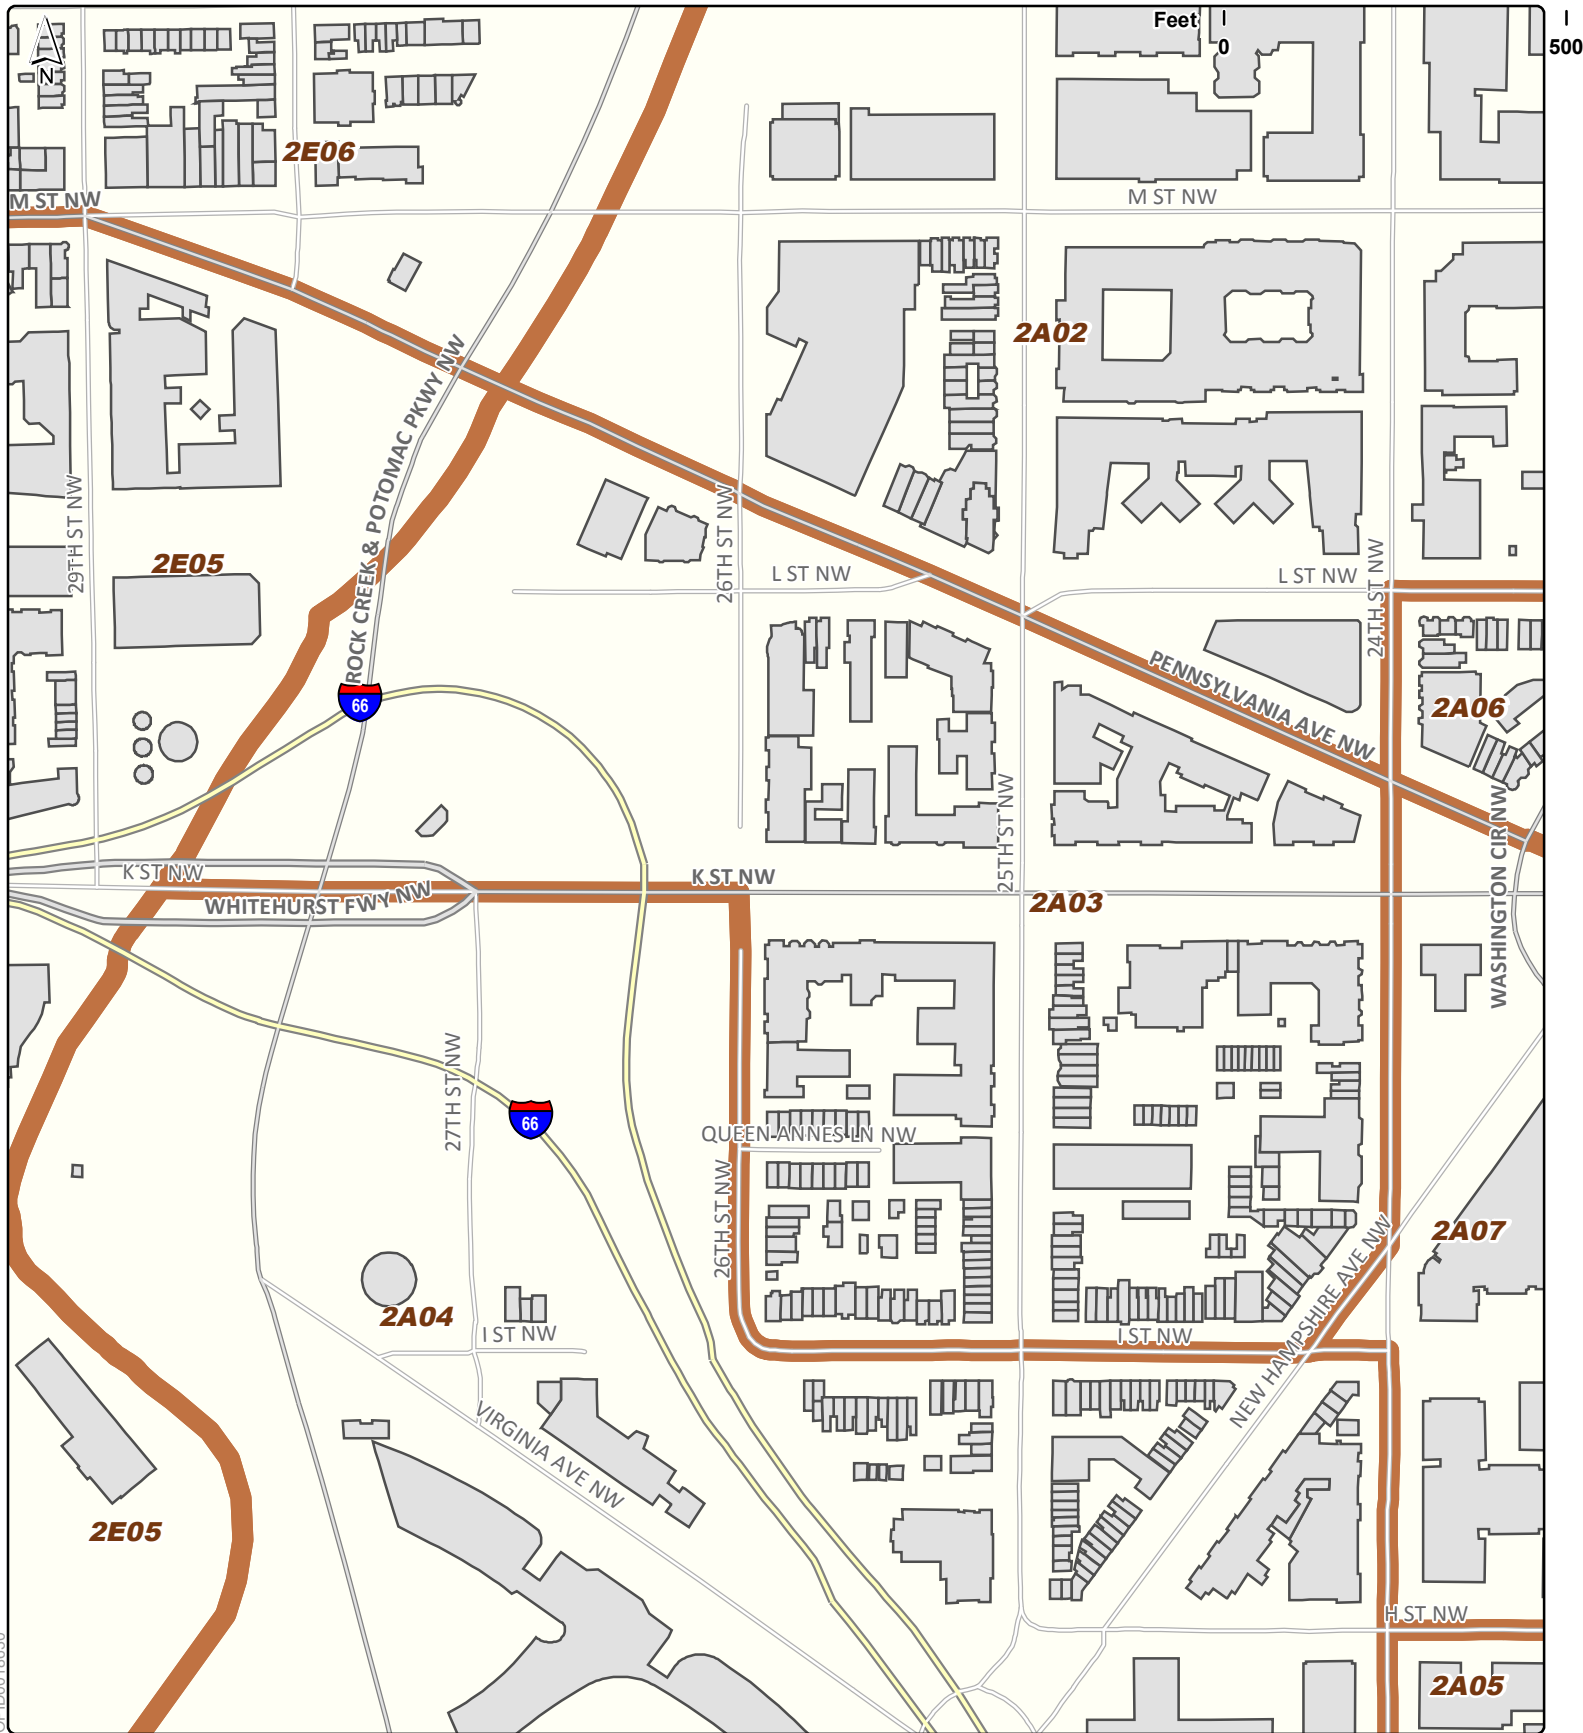 Feet
0
500
N
2E06
M ST NW
M ST NW
2A02
ROCK CREEK & POTOMAC PKWY NW
29TH ST NW
26TH ST NW
2E05
L ST NW
L ST NW
24TH ST NW
PENNSYLVANIA AVE NW
66
2A06
25TH ST NW
WASHINGTON CIR NW
K ST NW
K ST NW
WHITEHURST FWY NW
2A03
27TH ST NW
66
QUEEN ANNES LN NW
26TH ST NW
2A07
NEW HAMPSHIRE AVE NW
2A04
I ST NW
I ST NW
VIRGINIA AVE NW
2E05
H ST NW
2A05